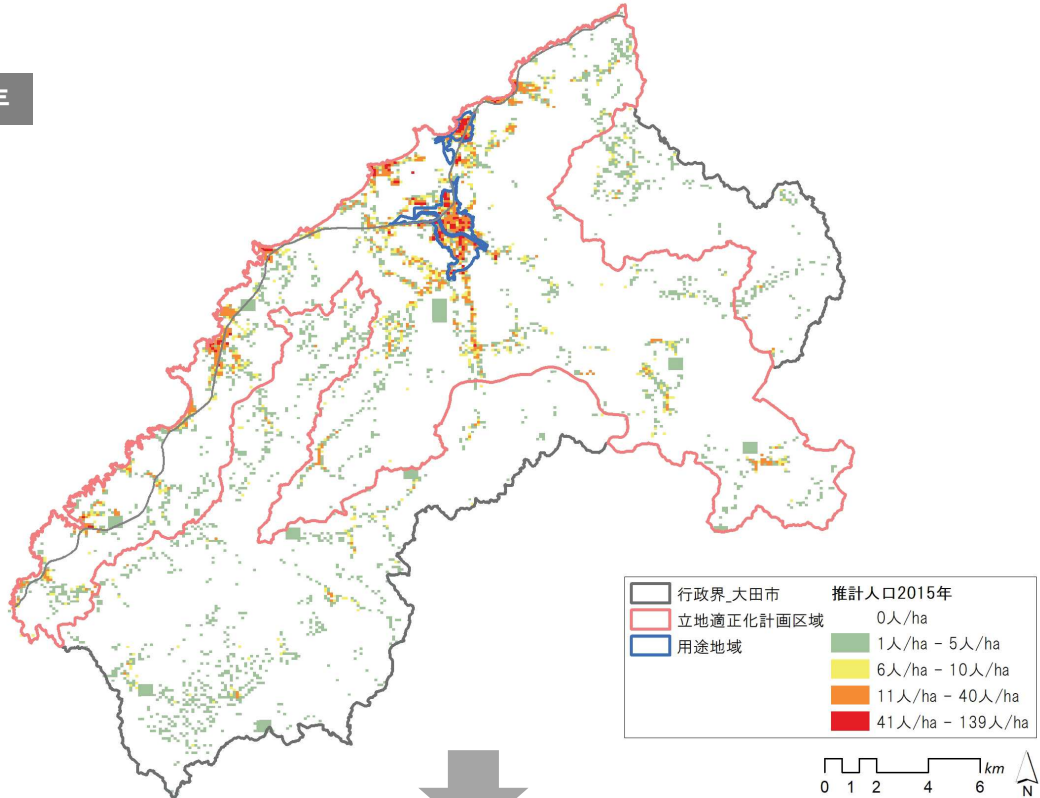 年
行政界_大田市
立地適正化計画区域
用途地域
推計人口2015年
0人/ha
1人/ha - 5人/ha
6人/ha - 10人/ha
11人/ha - 40人/ha
41人/ha - 139人/ha
km
0 1 2 4 6
N